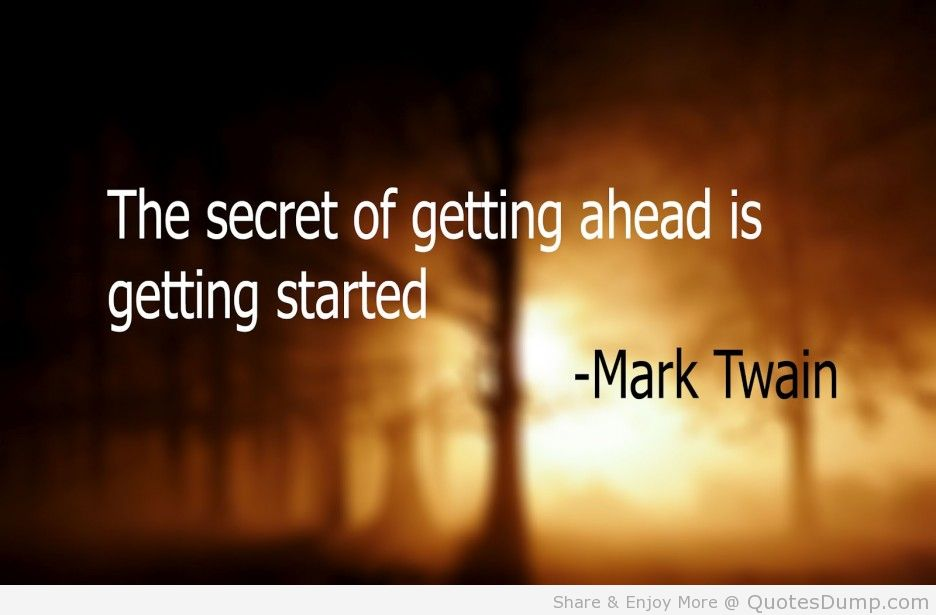 The secret of getting ahead is
getting started
-Mark Twain
Share & Enjoy More @ QuotesDump.com